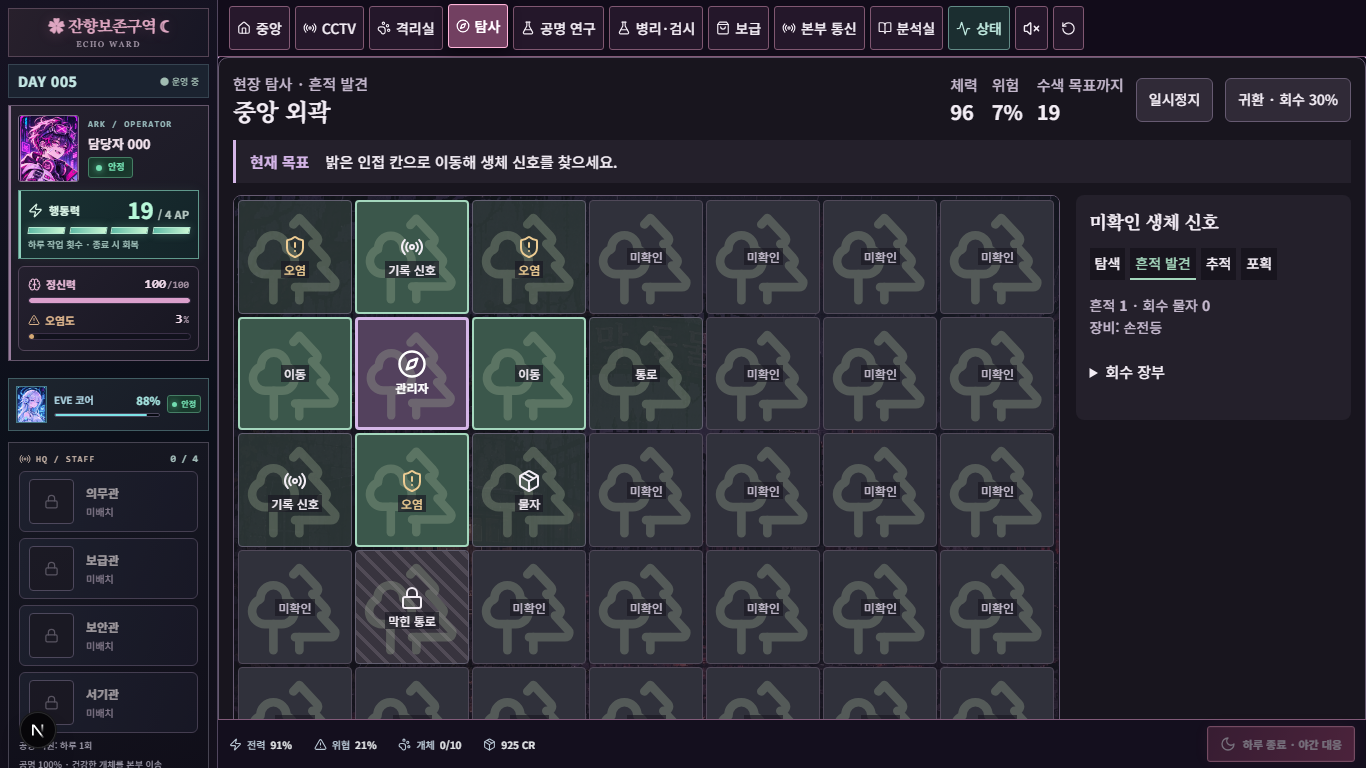 잔향보존구역
ECHO WARD
DAY 005
운영 중
ARK / OPERATOR
담당자 000
안정
행동력
19 / 4 AP
하루 작업 횟수 · 종료 시 회복
정신력
100/100
오염도
3%
EVE 코어
88%
안정
HQ / STAFF
0 / 4
의무관
미배치
보급관
미배치
보안관
미배치
서기관
미배치
N
하루 1회
공명 100% · 건강한 개체를 본부 이송
중앙
CCTV
격리실
탐사
공명 연구
병리·검시
보급
본부 통신
분석실
상태
현장 탐사 · 흔적 발견
중앙 외곽
체력
96
위험
7%
수색 목표까지
19
일시정지
귀환 · 회수 30%
현재 목표 밝은 인접 칸으로 이동해 생체 신호를 찾으세요.
오염
기록 신호
오염
미확인
미확인
미확인
미확인
이동
관리자
이동
통로
미확인
미확인
미확인
기록 신호
오염
물자
미확인
미확인
미확인
미확인
미확인
막힌 통로
미확인
미확인
미확인
미확인
미확인
미확인 생체 신호
탐색
흔적 발견
추적
포획
흔적 1 · 회수 물자 0
장비: 손전등
회수 장부
전력 91%
위협 21%
개체 0/10
925 CR
하루 종료 · 야간 대응